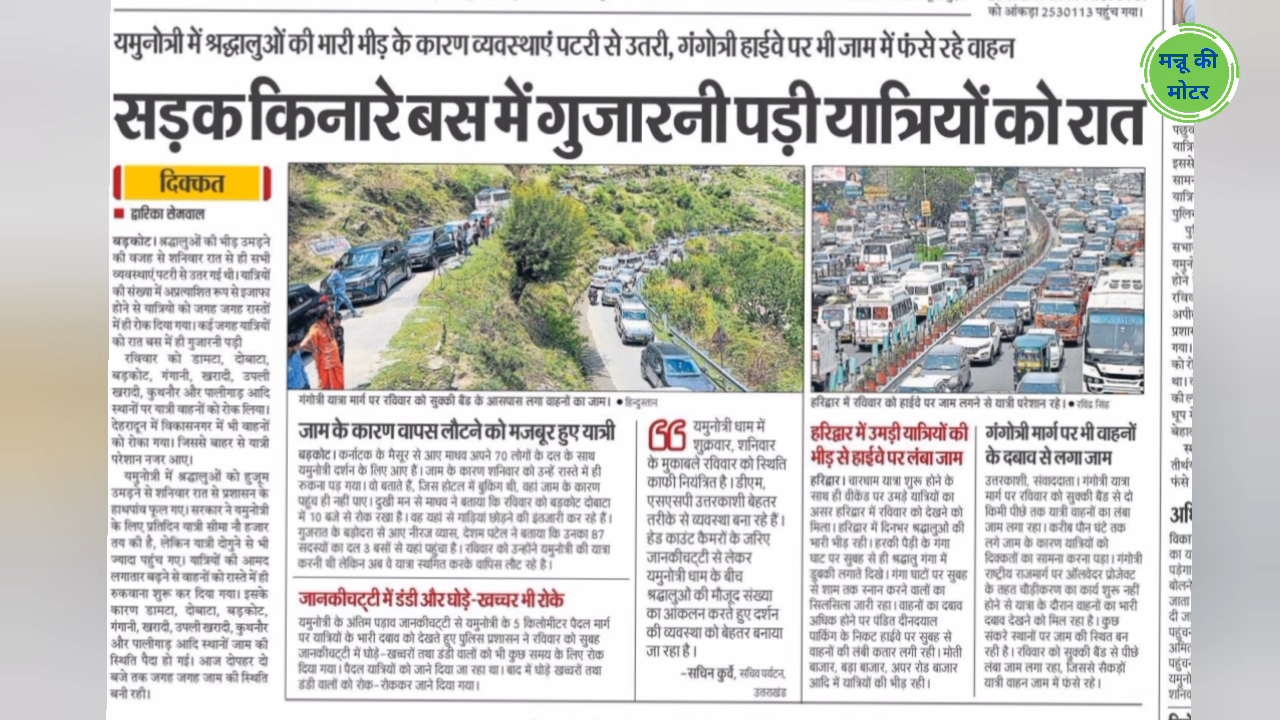 को आंकड़ा 2530113 पहुंच गया।
मन्नू की
मोटर
यमुनोत्री में श्रद्धालुओं की भारी भीड़ के कारण व्यवस्थाएं पटरी से उतरी, गंगोत्री हाईवे पर भी जाम में फंसे रहे वाहन
सड़क किनारे बस में गुजारनी पड़ी यात्रियों को रात
दिक्कत
द्वारिका सेमवाल
बड़कोट। श्रद्धालुओं की भीड़ उमड़ने
की वजह से शनिवार रात से ही सभी
व्यवस्थाएं पटरी से उतर गई थी। यात्रियों
की संख्या में अप्रत्याशित रूप से इजाफा
होने से यात्रियो को जगह जगह रास्तों
में ही रोक दिया गया। कई जगह यात्रियों
को रात बस में ही गुजारनी पड़ी
रविवार को डामटा, दोबाटा,
बड़कोट, गंगानी, खरादी, उपली
खरादी, कुथनौर और पालीगाड़ आदि
स्थानों पर यात्री वाहनों को रोक लिया।
देहरादून में विकासनगर में भी वाहनों
को रोका गया। जिससे बाहर से यात्री
परेशान नजर आए।
यमुनोत्री में श्रद्धालुओं को हुजूम
उमड़ने से शनिवार रात से प्रशासन के
हाथपांव फूल गए। सरकार ने यमुनोत्री
के लिए प्रतिदिन यात्री सीमा नौ हजार
तय की है, लेकिन यात्री दोगुने से भी
ज्यादा पहुंच गए। यात्रियों की आमद
लगातार बढ़ने से वाहनों को रास्ते में ही
रुकवाना शुरू कर दिया गया। इसके
कारण डामटा, दोबाटा, बड़कोट,
गंगानी, खरादी, उपली खरादी, कुथनौर
और पालीगाड़ आदि स्थानों जाम की
स्थिति पैदा हो गई। आज दोपहर दो
बजे तक जगह जगह जाम की स्थिति
बनी रही।
गंगोत्री यात्रा मार्ग पर रविवार को सुक्की बैंड के आसपास लगा वाहनों का जाम। ● हिन्दुस्तान
हरिद्वार में रविवार को हाईवे पर जाम लगने से यात्री परेशान रहे। ● रविंद्र सिंह
जाम के कारण वापस लौटने को मजबूर हुए यात्री
बड़कोट। कर्नाटक के मैसूर से आए माधव अपने 70 लोगों के दल के साथ
यमुनोत्री दर्शन के लिए आए हैं। जाम के कारण शनिवार को उन्हें रास्ते में ही
रुकना पड़ गया। वो बताते हैं, जिस होटल में बुकिंग थी, वहां जाम के कारण
पहुंच ही नहीं पाए। दुखी मन से माधव ने बताया कि रविवार को बड़कोट दोबाटा
में 10 बजे से रोक रखा है। वह यहां से गाड़ियां छोड़ने की इंतजारी कर रहे हैं।
गुजरात के बड़ोदरा से आए नीरज व्यास, देशम पटेल ने बताया कि उनका 87
सदस्यों का दल 3 बसों से यहां पहुंचा है। रविवार को उन्होंने यमुनोत्री की यात्रा
करनी थी लेकिन अब वे यात्रा स्थगित करके वापिस लौट रहे है।
जानकीचट्टी में डंडी और घोड़े-खच्चर भी रोके
यमुनोत्री के अंतिम पड़ाव जानकीचट्टी से यमुनोत्री के 5 किलोमीटर पैदल मार्ग
पर यात्रियों के भारी दबाव को देखते हुए पुलिस प्रशासन ने रविवार को सुबह
जानकीचट्टी में घोड़े-खच्चरों तथा डंडी वालों को भी कुछ समय के लिए रोक
दिया गया। पैदल यात्रियों को जाने दिया जा रहा था। बाद में घोड़े खच्चरों तथा
डंडी वालों को रोक-रोककर जाने दिया गया।
यमुनोत्री धाम में
शुक्रवार, शनिवार
के मुकाबले रविवार को स्थिति
काफी नियंत्रित है। डीएम,
एसएसपी उत्तरकाशी बेहतर
तरीके से व्यवस्था बना रहे हैं।
हेड काउंट कैमरों के जरिए
जानकीचट्टी से लेकर
यमुनोत्री धाम के बीच
श्रद्धालुओं की मौजूद संख्या
का आंकलन करते हुए दर्शन
की व्यवस्था को बेहतर बनाया
जा रहा है।
–सचिन कुर्वे, सचिव पर्यटन,
उत्तराखंड
हरिद्वार में उमड़ी यात्रियों की
भीड़ से हाईवे पर लंबा जाम
हरिद्वार। चारधाम यात्रा शुरू होने के
साथ ही वीकेंड पर उमड़े यात्रियों का
असर हरिद्वार में रविवार को देखने को
मिला। हरिद्वार में दिनभर श्रद्धालुओं की
भारी भीड़ रही। हरकी पैड़ी के गंगा
घाट पर सुबह से ही श्रद्धालु गंगा में
डुबकी लगाते दिखे। गंगा घाटों पर सुबह
से शाम तक स्नान करने वालों का
सिलसिला जारी रहा। वाहनों का दबाव
अधिक होने पर पंडित दीनदयाल
पार्किंग के निकट हाईवे पर सुबह से
वाहनों की लंबी कतार लगी रही। मोती
बाजार, बड़ा बाजार, अपर रोड बाजार
आदि में यात्रियों की भीड़ रही।
गंगोत्री मार्ग पर भी वाहनों
के दबाव से लगा जाम
उत्तरकाशी, संवाददाता। गंगोत्री यात्रा
मार्ग पर रविवार को सुक्की बैंड से दो
किमी पीछे तक यात्री वाहनों का लंबा
जाम लगा रहा। करीब पौन घंटे तक
लगे जाम के कारण यात्रियों को
दिक्कतों का सामना करना पड़ा। गंगोत्री
राष्ट्रीय राजमार्ग पर ऑलवेदर प्रोजेक्ट
के तहत चौड़ीकरण का कार्य शुरू नहीं
होने से यात्रा के दौरान वाहनों का भारी
दबाव देखने को मिल रहा है। कुछ
संकरे स्थानों पर जाम की स्थित बन
रही है। रविवार को सुक्की बैंड से पीछे
लंबा जाम लगा रहा, जिससे सैकड़ों
यात्री वाहन जाम में फंसे रहे।